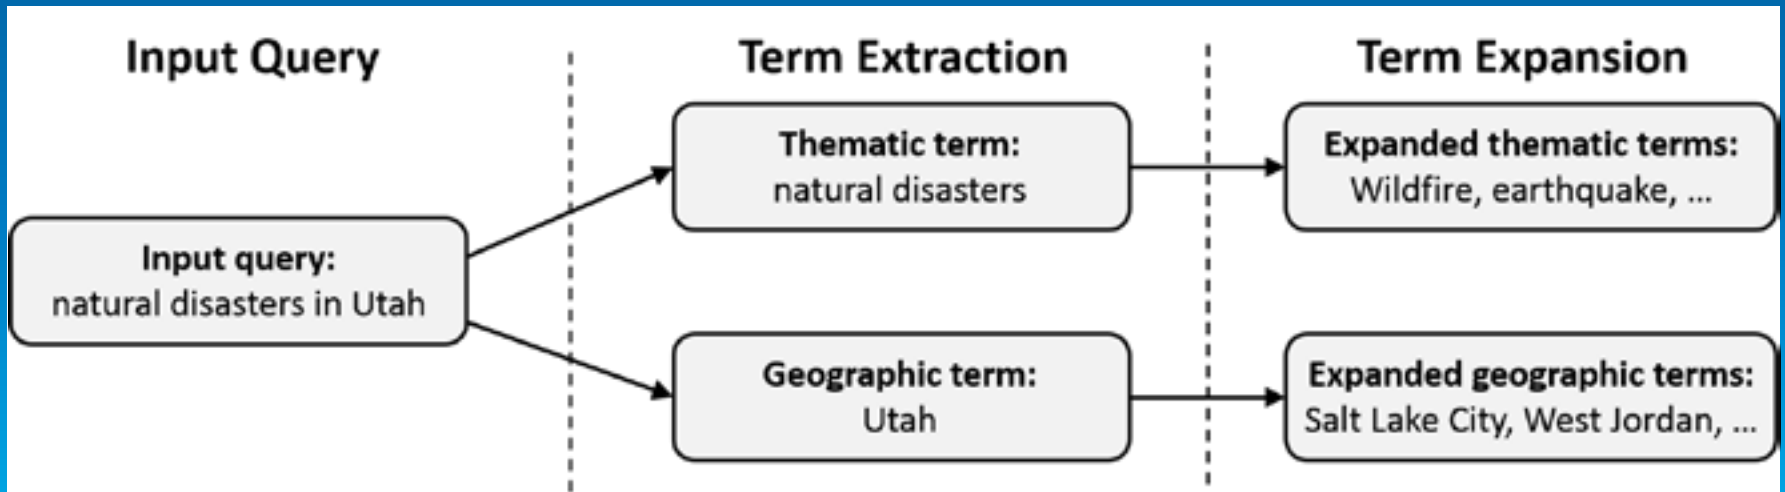 Input Query
Term Extraction
Term Expansion
Input query:
natural disasters in Utah
Thematic term:
natural disasters
Expanded thematic terms:
Wildfire, earthquake, ...
Geographic term:
Utah
Expanded geographic terms:
Salt Lake City, West Jordan, ...